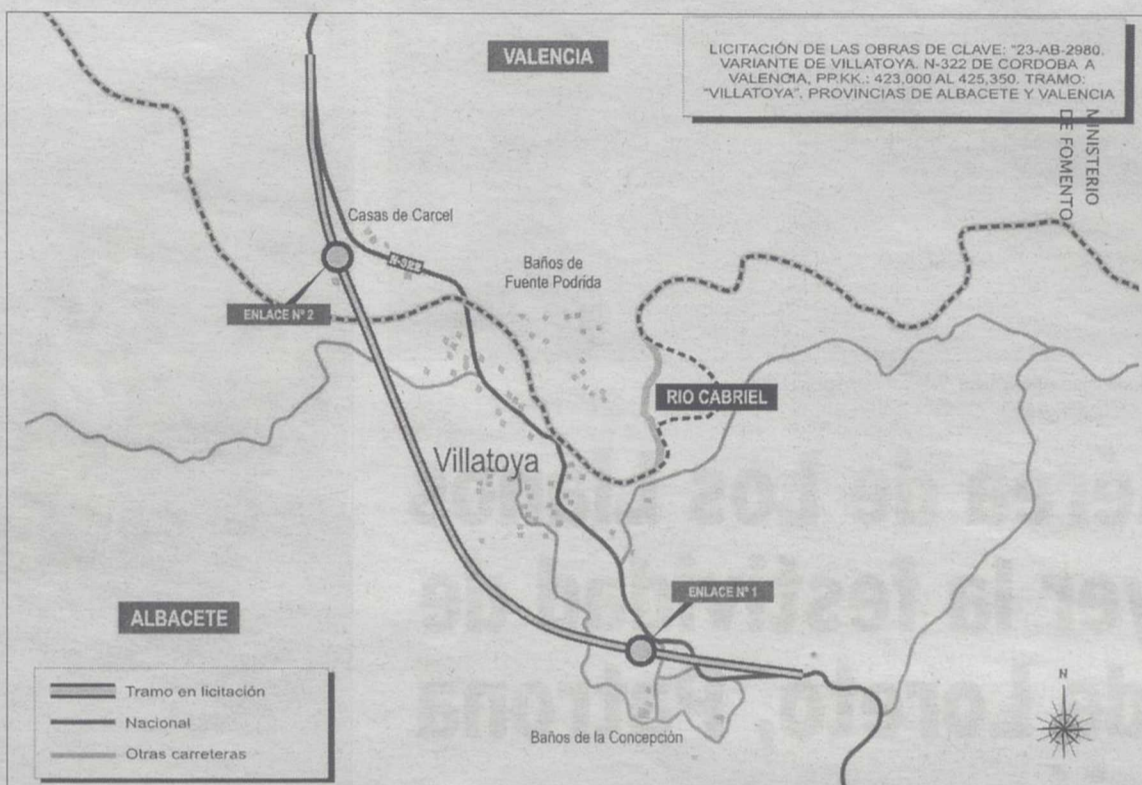 VALENCIA
LICITACIÓN DE LAS OBRAS DE CLAVE: "23-AB-2980.
VARIANTE DE VILLATOYA. N-322 DE CORDOBA A
VALENCIA, PP.KK.: 423,000 AL 425,350. TRAMO:
"VILLATOYA". PROVINCIAS DE ALBACETE Y VALENCIA
MINISTERIO
DE FOMENTO
Casas de Carcel
N-322
Baños de
Fuente Podrida
ENLACE Nº 2
RIO CABRIEL
Villatoya
ENLACE Nº 1
ALBACETE
Tramo en licitación
Nacional
Otras carreteras
Baños de la Concepción
N